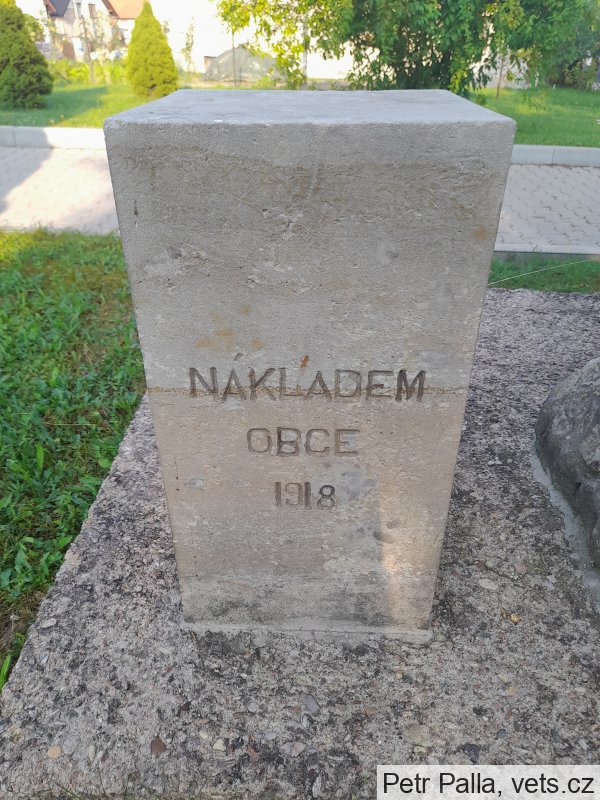 NÁKLADEM
OBCE
1918
Petr Palla, vets.cz